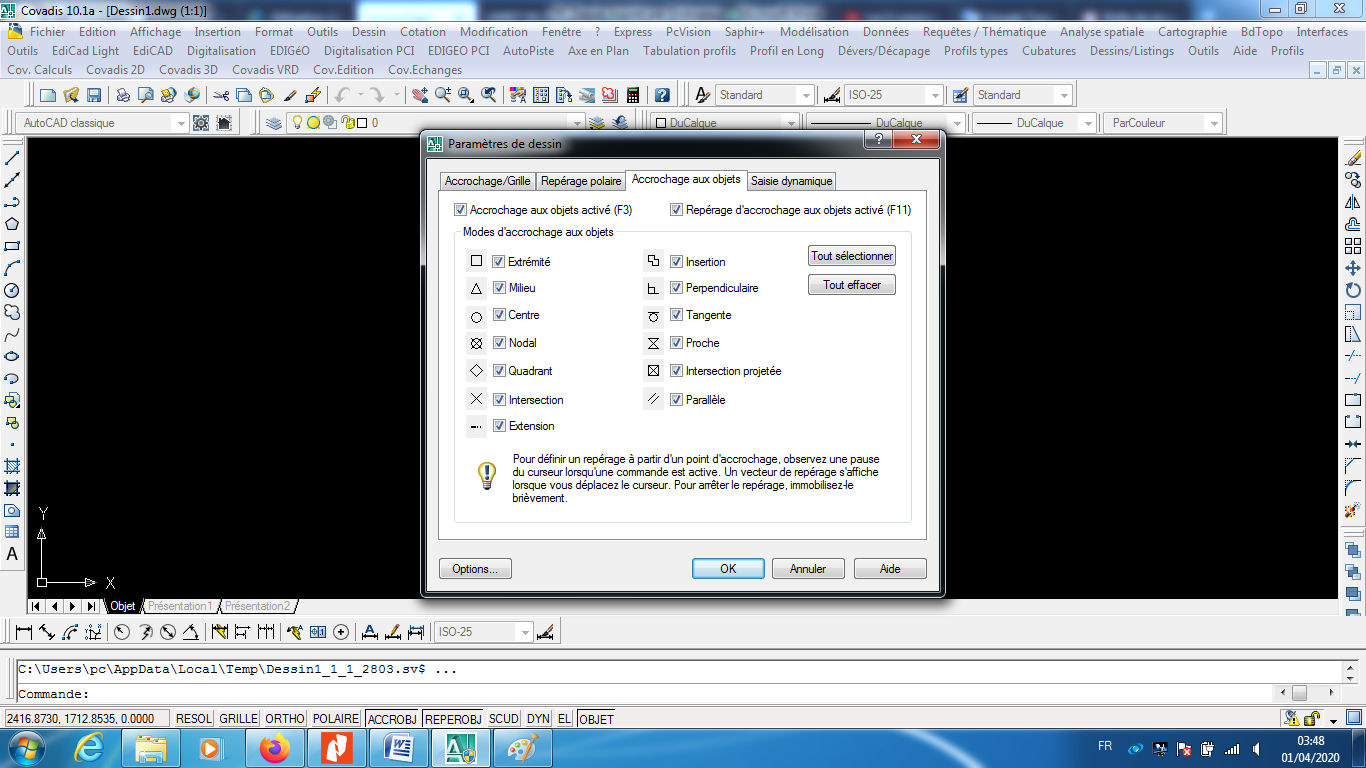 Covadis 10.1a - [Dessin1.dwg (1:1)]
Fichier Edition Affichage Insertion Format Outils Dessin Cotation Modification Fenêtre ? Express PcVision Saphir+ Modélisation Données Requêtes / Thématique Analyse spatiale Cartographie BdTopo Interfaces
Outils EdiCad Light EdiCAD Digitalisation EDIGéO Digitalisation PCI EDIGEO PCI AutoPiste Axe en Plan Tabulation profils Profil en Long Dévers/Décapage Profils types Cubatures Dessins/Listings Outils Aide Profils
Cov. Calculs Covadis 2D Covadis 3D Covadis VRD Cov.Edition Cov.Echanges
Standard ISO-25 Standard
AutoCAD classique 0 DuCalque DuCalque DuCalque ParCouleur
Paramètres de dessin
?
Accrochage/Grille Repérage polaire Accrochage aux objets Saisie dynamique
Accrochage aux objets activé (F3) Repérage d'accrochage aux objets activé (F11)
Modes d'accrochage aux objets
Extrémité Insertion Tout sélectionner
Milieu Perpendiculaire Tout effacer
Centre Tangente
Nodal Proche
Quadrant Intersection projetée
Intersection Parallèle
Extension
Pour définir un repérage à partir d'un point d'accrochage, observez une pause
du curseur lorsqu'une commande est active. Un vecteur de repérage s'affiche
lorsque vous déplacez le curseur. Pour arrêter le repérage, immobilisez-le
brièvement.
Options... OK Annuler Aide
A
Y
X
Objet Présentation1 Présentation2
ISO-25
C:\Users\pc\AppData\Local\Temp\Dessin1_1_1_2803.sv$ ...
Commande:
2416.8730, 1712.8535, 0.0000 RESOL GRILLE ORTHO POLAIRE ACCROBJ REPEROBJ SCUD DYN EL OBJET
FR 03:48
01/04/2020